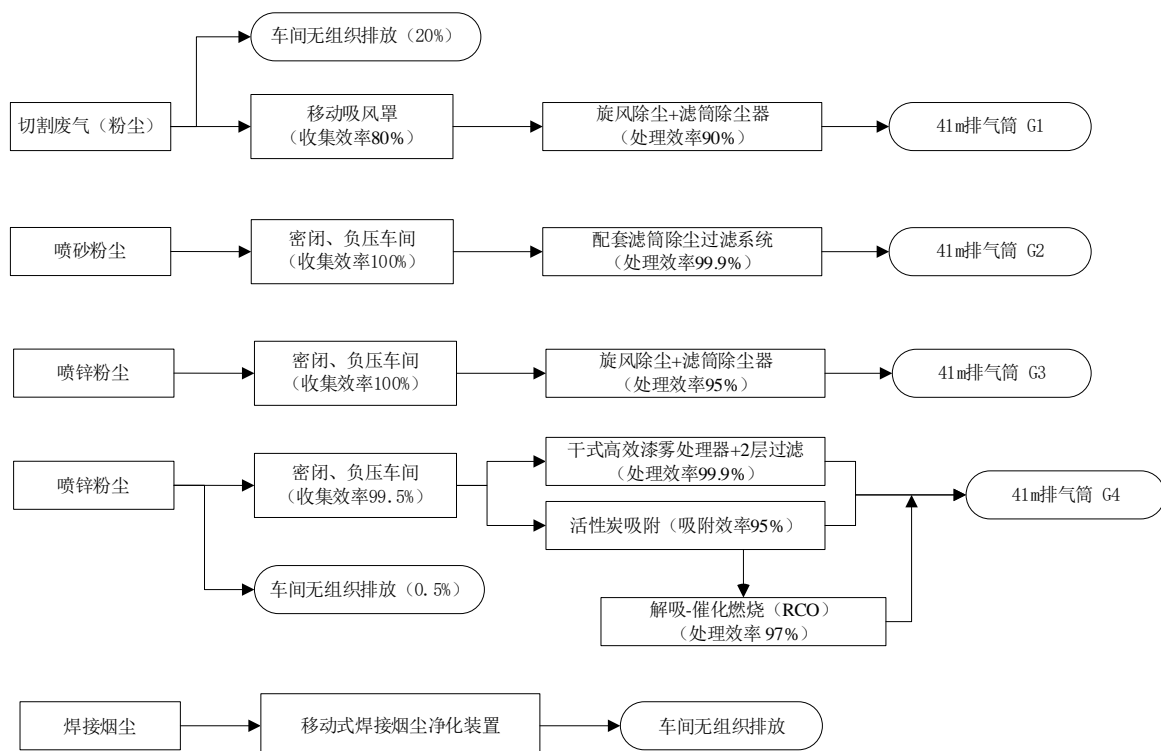 车间无组织排放（20%）
切割废气（粉尘）
移动吸风罩
（收集效率80%）
旋风除尘+滤筒除尘器
（处理效率90%）
41m排气筒 G1
喷砂粉尘
密闭、负压车间
（收集效率100%）
配套滤筒除尘过滤系统
（处理效率99.9%）
41m排气筒 G2
喷锌粉尘
密闭、负压车间
（收集效率100%）
旋风除尘+滤筒除尘器
（处理效率95%）
41m排气筒 G3
喷锌粉尘
密闭、负压车间
（收集效率99.5%）
干式高效漆雾处理器+2层过滤
（处理效率99.9%）
活性炭吸附（吸附效率95%）
41m排气筒 G4
车间无组织排放（0.5%）
解吸-催化燃烧（RCO）
（处理效率 97%）
焊接烟尘
移动式焊接烟尘净化装置
车间无组织排放